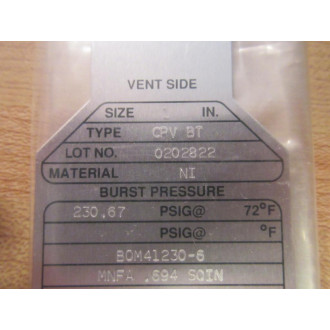 VENT SIDE
SIZE IN.
TYPE CPV BT
LOT NO. 0202822
MATERIAL NI
BURST PRESSURE
230.67 PSIG@ 72°F
PSIG@ °F
BOM41230-6
MNFA .694 SQIN